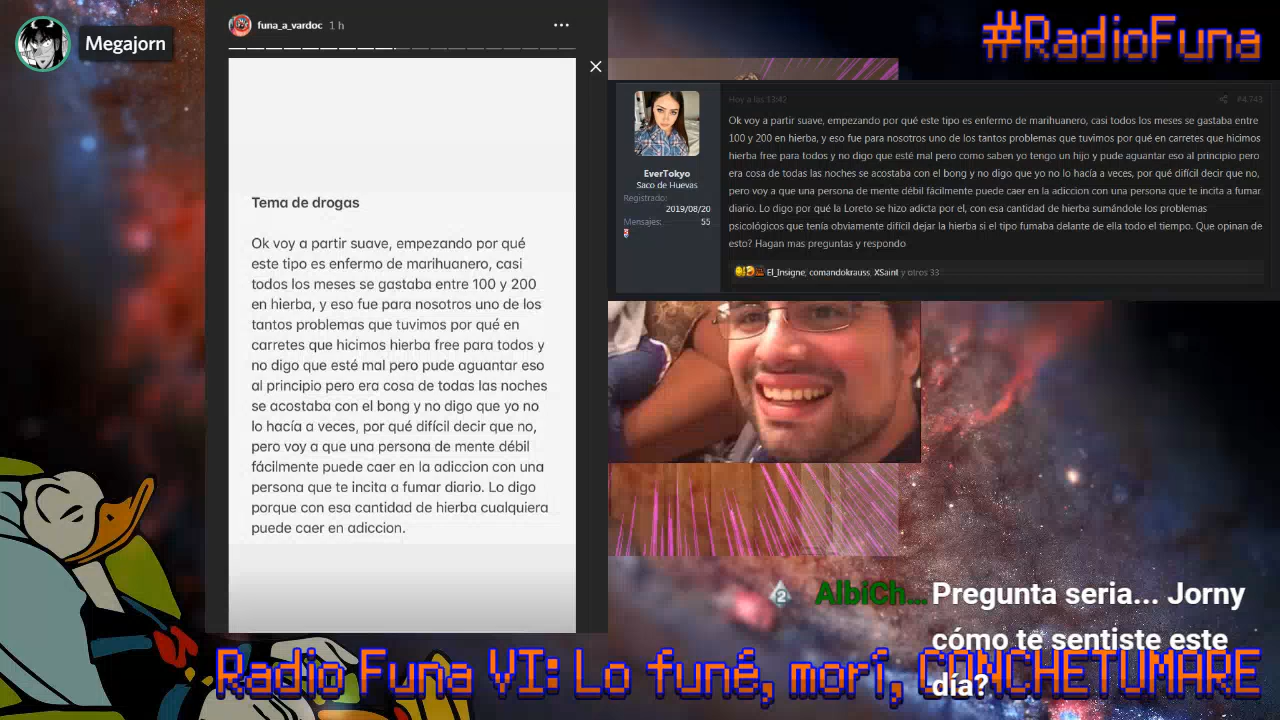 Megajorn
funa_a_vardoc 1 h
Tema de drogas
Ok voy a partir suave, empezando por qué
este tipo es enfermo de marihuanero, casi
todos los meses se gastaba entre 100 y 200
en hierba, y eso fue para nosotros uno de los
tantos problemas que tuvimos por qué en
carretes que hicimos hierba free para todos y
no digo que esté mal pero pude aguantar eso
al principio pero era cosa de todas las noches
se acostaba con el bong y no digo que yo no
lo hacía a veces, por qué difícil decir que no,
pero voy a que una persona de mente débil
fácilmente puede caer en la adiccion con una
persona que te incita a fumar diario. Lo digo
porque con esa cantidad de hierba cualquiera
puede caer en adiccion.
#RadioFuna
Hoy a las 13:42
#4.743
EverTokyo
Saco de Huevas
Registrado:
2019/08/20
Mensajes:
55
Ok voy a partir suave, empezando por qué este tipo es enfermo de marihuanero, casi todos los meses se gastaba entre
100 y 200 en hierba, y eso fue para nosotros uno de los tantos problemas que tuvimos por qué en carretes que hicimos
hierba free para todos y no digo que esté mal pero como saben yo tengo un hijo y pude aguantar eso al principio pero
era cosa de todas las noches se acostaba con el bong y no digo que yo no lo hacía a veces, por qué difícil decir que no,
pero voy a que una persona de mente débil fácilmente puede caer en la adiccion con una persona que te incita a fumar
diario. Lo digo por qué la Loreto se hizo adicta por el, con esa cantidad de hierba sumándole los problemas
psicológicos que tenía obviamente difícil dejar la hierba si el tipo fumaba delante de ella todo el tiempo. Que opinan de
esto? Hagan mas preguntas y respondo
El_Insigne, comandokrauss, XSaint y otros 33
2 AlbiCh... Pregunta seria... Jorny
cómo te sentiste este
día?
Radio Funa VI: Lo funé, morí, CONCHETUMARE